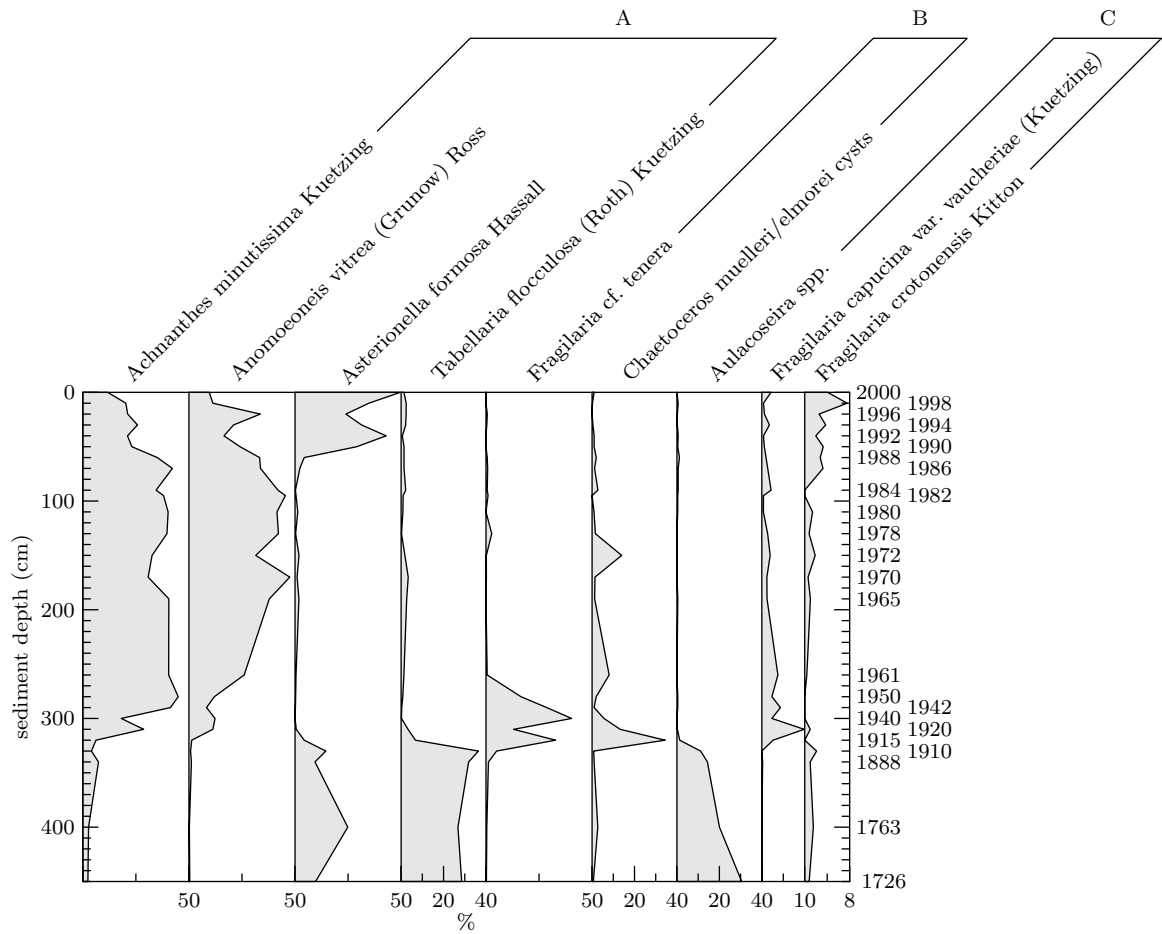 A B C
Achnanthes minutissima Kuetzing
Anomoeoneis vitrea (Grunow) Ross
Asterionella formosa Hassall
Tabellaria flocculosa (Roth) Kuetzing
Fragilaria cf. tenera
Chaetoceros muelleri/elmorei cysts
Aulacoseira spp.
Fragilaria capucina var. vaucheriae (Kuetzing)
Fragilaria crotonensis Kitton
sediment depth (cm)
0
100
200
300
400
2000
1998
1996
1994
1992
1990
1988
1986
1984
1982
1980
1978
1972
1970
1965
1961
1950
1942
1940
1920
1915
1910
1888
1763
1726
50 50 50 20 40 50 20 40 20 40 10 8
%